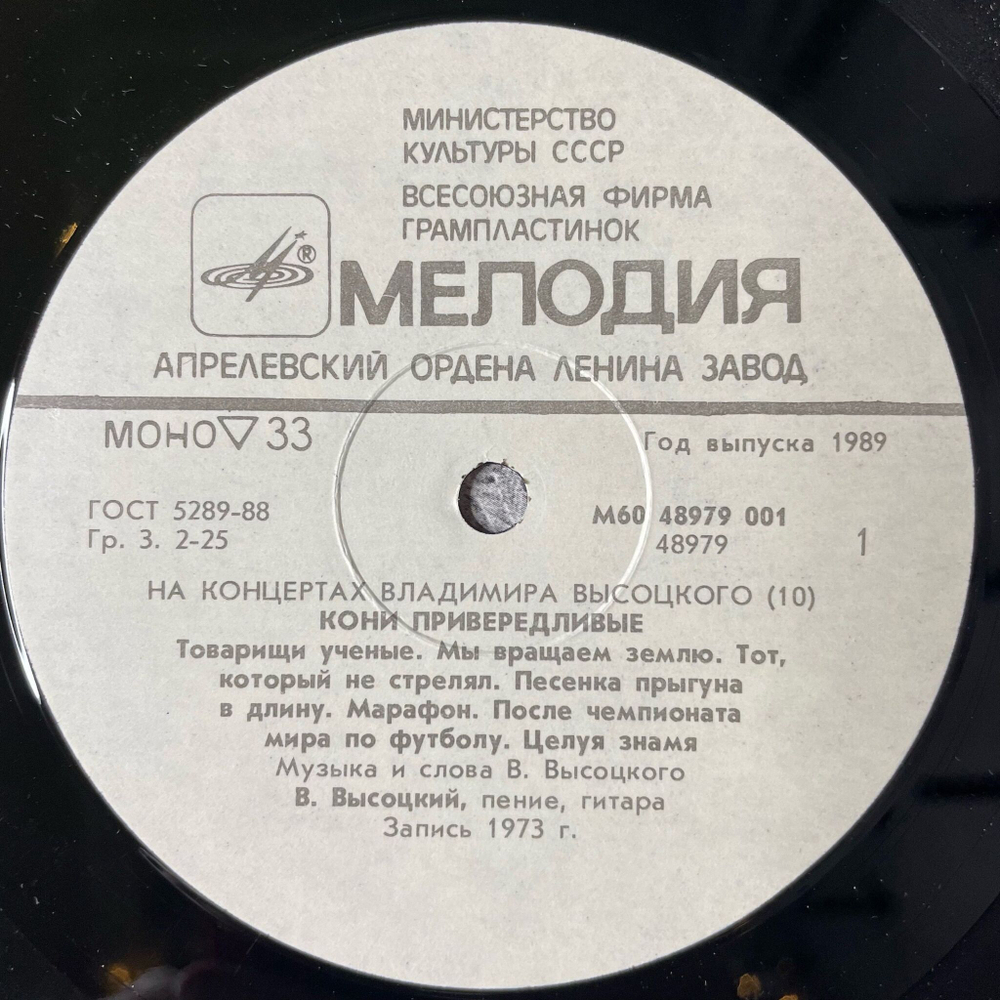 МИНИСТЕРСТВО
КУЛЬТУРЫ СССР
ВСЕСОЮЗНАЯ ФИРМА
ГРАМПЛАСТИНОК
®
МЕЛОДИЯ
АПРЕЛЕВСКИЙ ОРДЕНА ЛЕНИНА ЗАВОД
МОНО▽33
Год выпуска 1989
ГОСТ 5289-88
Гр. 3. 2-25
М60 48979 001
48979
1
НА КОНЦЕРТАХ ВЛАДИМИРА ВЫСОЦКОГО (10)
КОНИ ПРИВЕРЕДЛИВЫЕ
Товарищи ученые. Мы вращаем землю. Тот,
который не стрелял. Песенка прыгуна
в длину. Марафон. После чемпионата
мира по футболу. Целуя знамя
Музыка и слова В. Высоцкого
В. Высоцкий, пение, гитара
Запись 1973 г.